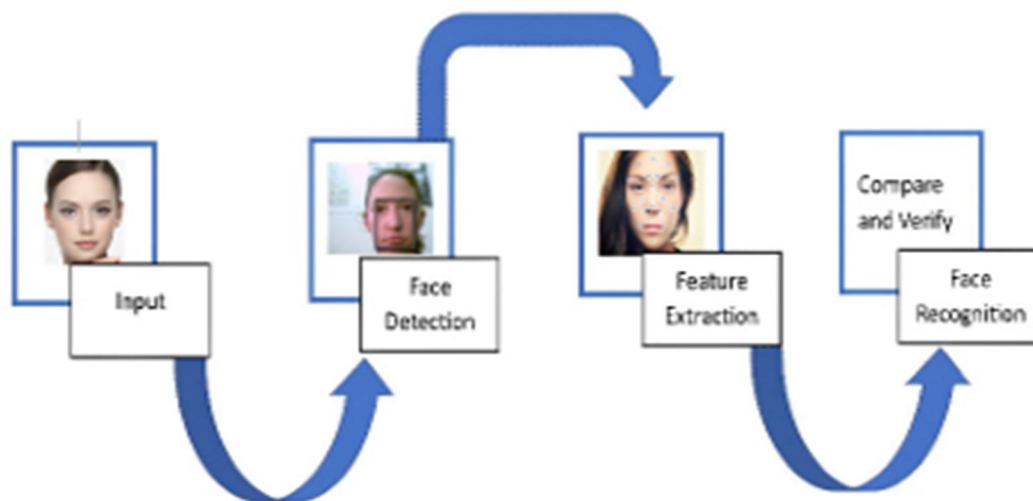 Input
Face
Detection
Feature
Extraction
Compare
and Verify
Face
Recognition